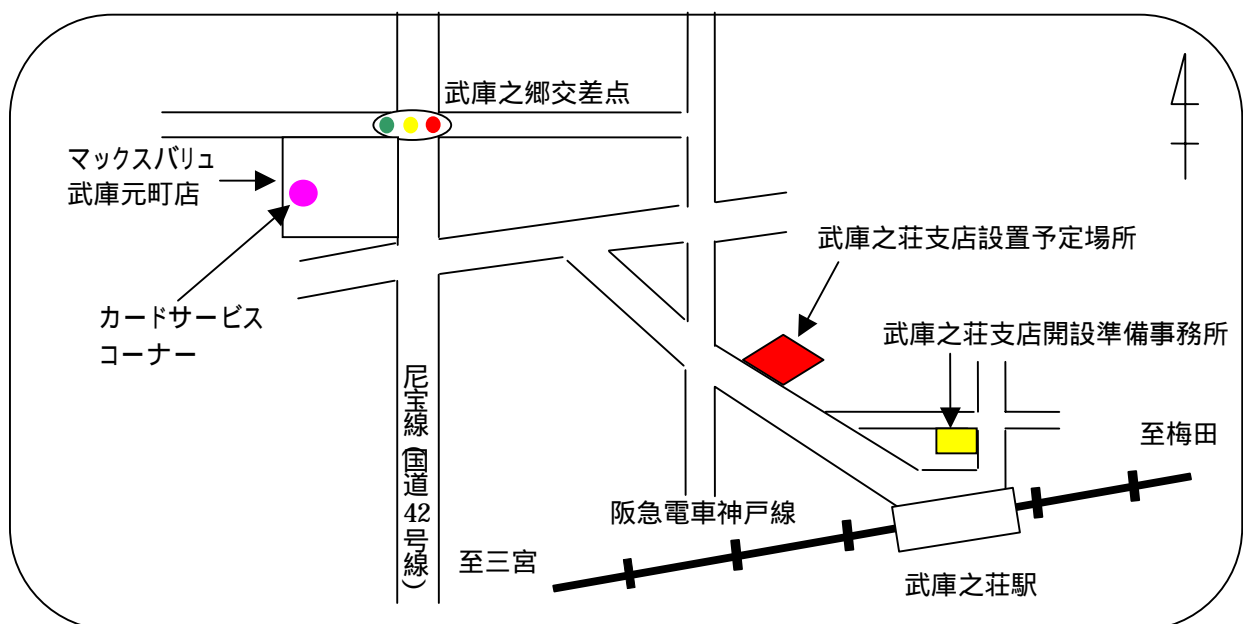 武庫之郷交差点
マックスバリュ
武庫元町店
武庫之荘支店設置予定場所
カードサービス
コーナー
武庫之荘支店開設準備事務所
尼宝線(国道42号線)
至梅田
阪急電車神戸線
至三宮
武庫之荘駅